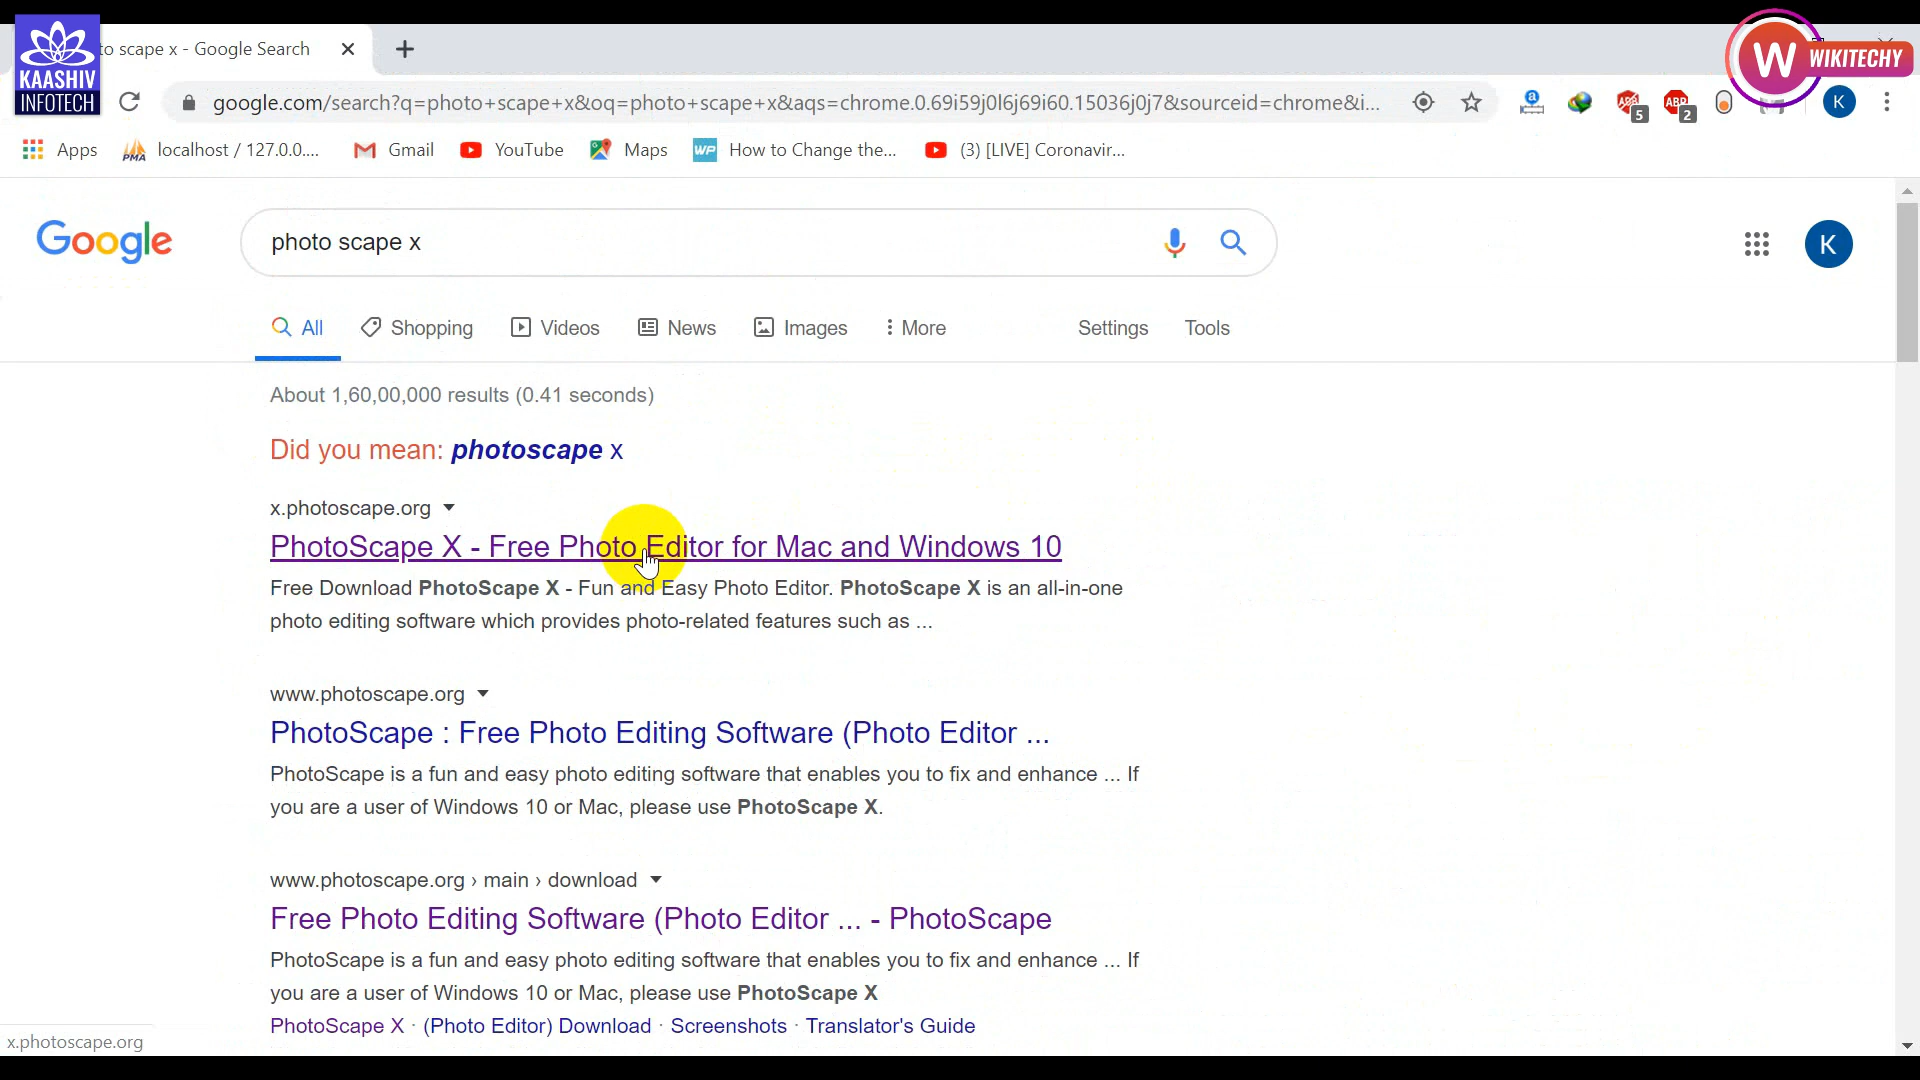 KAASHIV
INFOTECH
to scape x - Google Search
W WIKITECHY
google.com/search?q=photo+scape+x&oq=photo+scape+x&aqs=chrome.0.69i59j0l6j69i60.15036j0j7&sourceid=chrome&i...
a
ABB 5
ABP 2
K
Apps
PMA localhost / 127.0.0....
Gmail
YouTube
Maps
WP How to Change the...
(3) [LIVE] Coronavir...
Google
photo scape x
K
All
Shopping
Videos
News
Images
More
Settings
Tools
About 1,60,00,000 results (0.41 seconds)
Did you mean: photoscape x
x.photoscape.org
PhotoScape X - Free Photo Editor for Mac and Windows 10
Free Download PhotoScape X - Fun and Easy Photo Editor. PhotoScape X is an all-in-one
photo editing software which provides photo-related features such as ...
www.photoscape.org
PhotoScape : Free Photo Editing Software (Photo Editor ...
PhotoScape is a fun and easy photo editing software that enables you to fix and enhance ... If
you are a user of Windows 10 or Mac, please use PhotoScape X.
www.photoscape.org › main › download
Free Photo Editing Software (Photo Editor ... - PhotoScape
PhotoScape is a fun and easy photo editing software that enables you to fix and enhance ... If
you are a user of Windows 10 or Mac, please use PhotoScape X
PhotoScape X · (Photo Editor) Download · Screenshots · Translator's Guide
x.photoscape.org